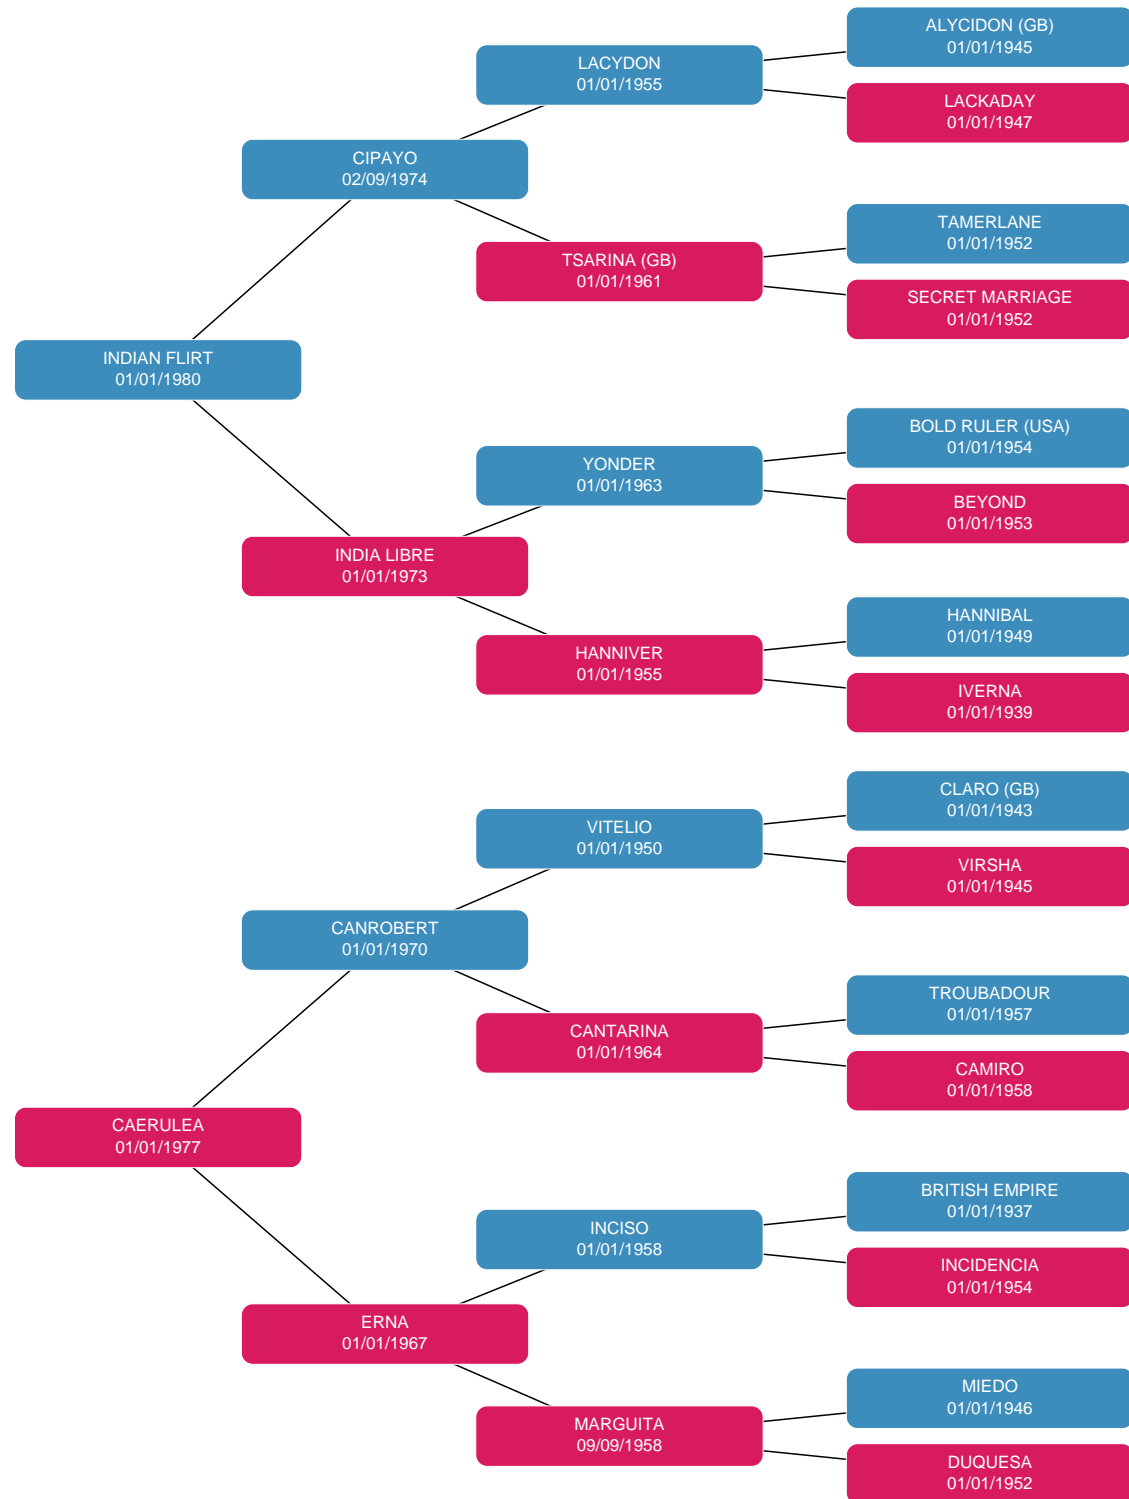 ALYCIDON (GB)
01/01/1945
LACYDON
01/01/1955
LACKADAY
01/01/1947
CIPAYO
02/09/1974
TAMERLANE
01/01/1952
TSARINA (GB)
01/01/1961
SECRET MARRIAGE
01/01/1952
INDIAN FLIRT
01/01/1980
BOLD RULER (USA)
01/01/1954
YONDER
01/01/1963
BEYOND
01/01/1953
INDIA LIBRE
01/01/1973
HANNIBAL
01/01/1949
HANNIVER
01/01/1955
IVERNA
01/01/1939
CLARO (GB)
01/01/1943
VITELIO
01/01/1950
VIRSHA
01/01/1945
CANROBERT
01/01/1970
TROUBADOUR
01/01/1957
CANTARINA
01/01/1964
CAMIRO
01/01/1958
CAERULEA
01/01/1977
BRITISH EMPIRE
01/01/1937
INCISO
01/01/1958
INCIDENCIA
01/01/1954
ERNA
01/01/1967
MIEDO
01/01/1946
MARGUITA
09/09/1958
DUQUESA
01/01/1952